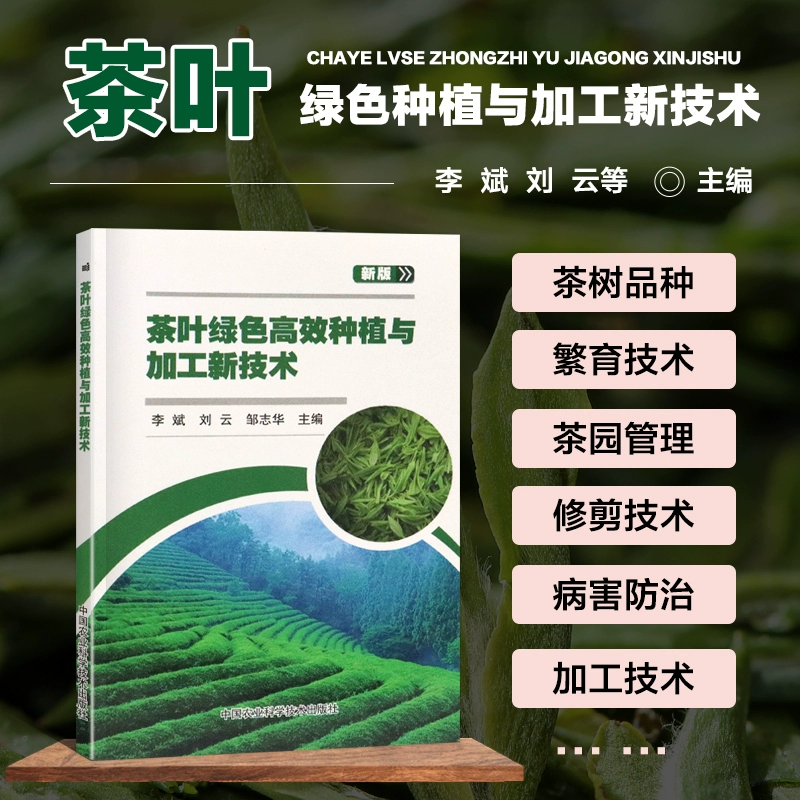 茶叶
CHAYE LVSE ZHONGZHI YU JIAGONG XINJISHU
绿色种植与加工新技术
李 斌 刘 云等 ◎ 主编
新版
茶叶绿色高效种植与
加工新技术
李 斌 刘 云 邹志华 主编
中国农业科学技术出版社
茶叶绿色高效种植与加工新技术
中国农业科学技术出版社
茶树品种
繁育技术
茶园管理
修剪技术
病害防治
加工技术
... ...